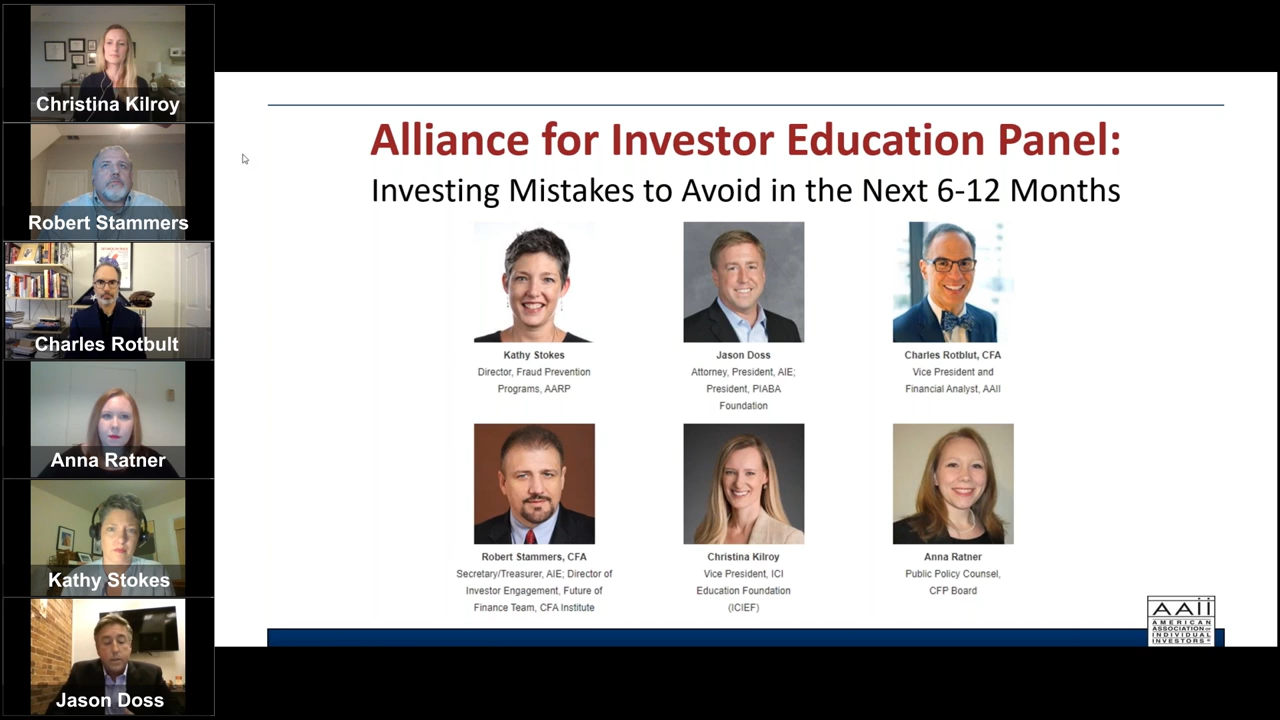 Christina Kilroy
Robert Stammers
Charles Rotbult
Anna Ratner
Kathy Stokes
Jason Doss
Alliance for Investor Education Panel:
Investing Mistakes to Avoid in the Next 6-12 Months
Kathy Stokes
Director, Fraud Prevention
Programs, AARP
Jason Doss
Attorney, President, AIE;
President, PIABA
Foundation
Charles Rotblut, CFA
Vice President and
Financial Analyst, AAII
Robert Stammers, CFA
Secretary/Treasurer, AIE; Director of
Investor Engagement, Future of
Finance Team, CFA Institute
Christina Kilroy
Vice President, ICI
Education Foundation
(ICIEF)
Anna Ratner
Public Policy Counsel,
CFP Board
AAII
AMERICAN
ASSOCIATION OF
INDIVIDUAL
INVESTORS®